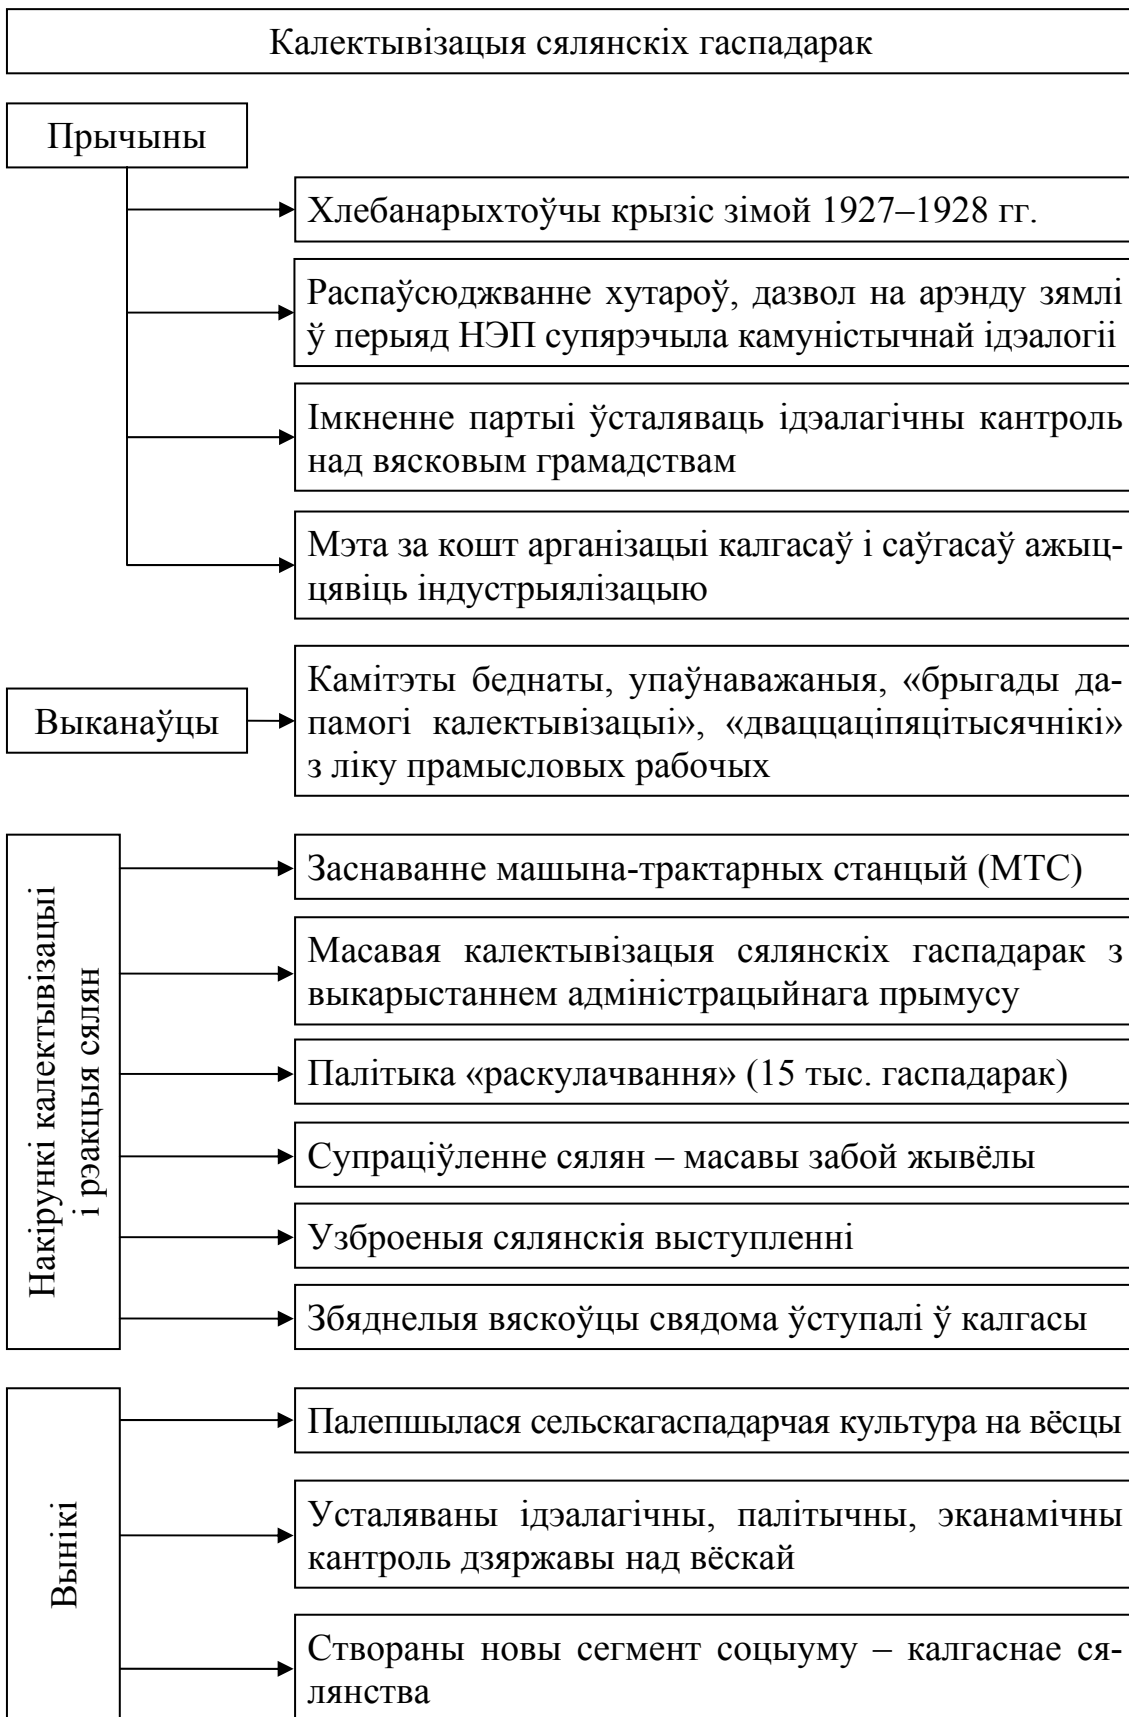 Калектывізацыя сялянскіх гаспадарак
Прычыны
Хлебанарыхтоўчы крызіс зімой 1927–1928 гг.
Распаўсюджванне хутароў, дазвол на арэнду зямлі
ў перыяд НЭП супярэчыла камуністычнай ідэалогіі
Імкненне партыі ўсталяваць ідэалагічны кантроль
над вясковым грамадствам
Мэта за кошт арганізацыі калгасаў і саўгасаў ажыц-
цявіць індустрыялізацыю
Выканаўцы
Камітэты беднаты, упаўнаважаныя, «брыгады да-
памогі калектывізацыі», «дваццаціпяцітысячнікі»
з ліку прамысловых рабочых
Накірункі калектывізацыі
і рэакцыя сялян
Заснаванне машына-трактарных станцый (МТС)
Масавая калектывізацыя сялянскіх гаспадарак з
выкарыстаннем адміністрацыйнага прымусу
Палітыка «раскулачвання» (15 тыс. гаспадарак)
Супраціўленне сялян – масавы забой жывёлы
Узброеныя сялянскія выступленні
Збяднелыя вяскоўцы свядома ўступалі ў калгасы
Вынікі
Палепшылася сельскагаспадарчая культура на вёсцы
Усталяваны ідэалагічны, палітычны, эканамічны
кантроль дзяржавы над вёскай
Створаны новы сегмент соцыуму – калгаснае ся-
лянства